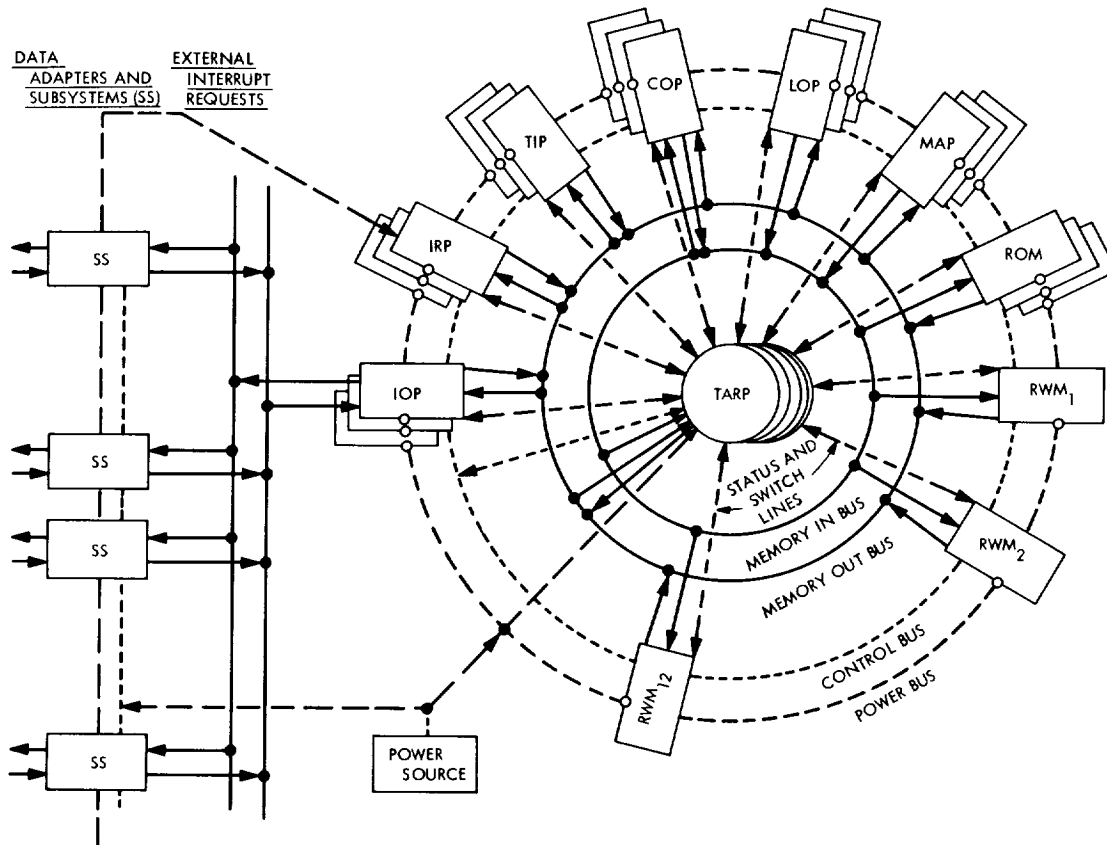 DATA
ADAPTERS AND
SUBSYSTEMS (SS)
EXTERNAL
INTERRUPT
REQUESTS
COP
LOP
TIP
MAP
IRP
ROM
SS
IOP
TARP
RWM1
SS
STATUS AND
SWITCH
LINES
SS
MEMORY IN BUS
MEMORY OUT BUS
RWM2
CONTROL BUS
POWER BUS
RWM12
SS
POWER
SOURCE